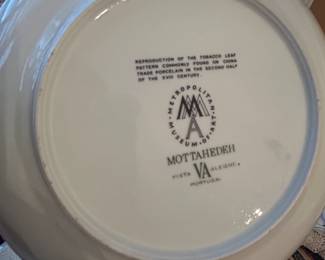 REPRODUCTION OF THE TOBACCO LEAF
PATTERN COMMONLY FOUND ON CHINA
TRADE PORCELAIN IN THE SECOND HALF
OF THE XVIII CENTURY.
METROPOLITAN
MMA
MUSEUM·OF·ART
MOTTAHEDEH
VISTA VA ALEGRE
PORTUGAL